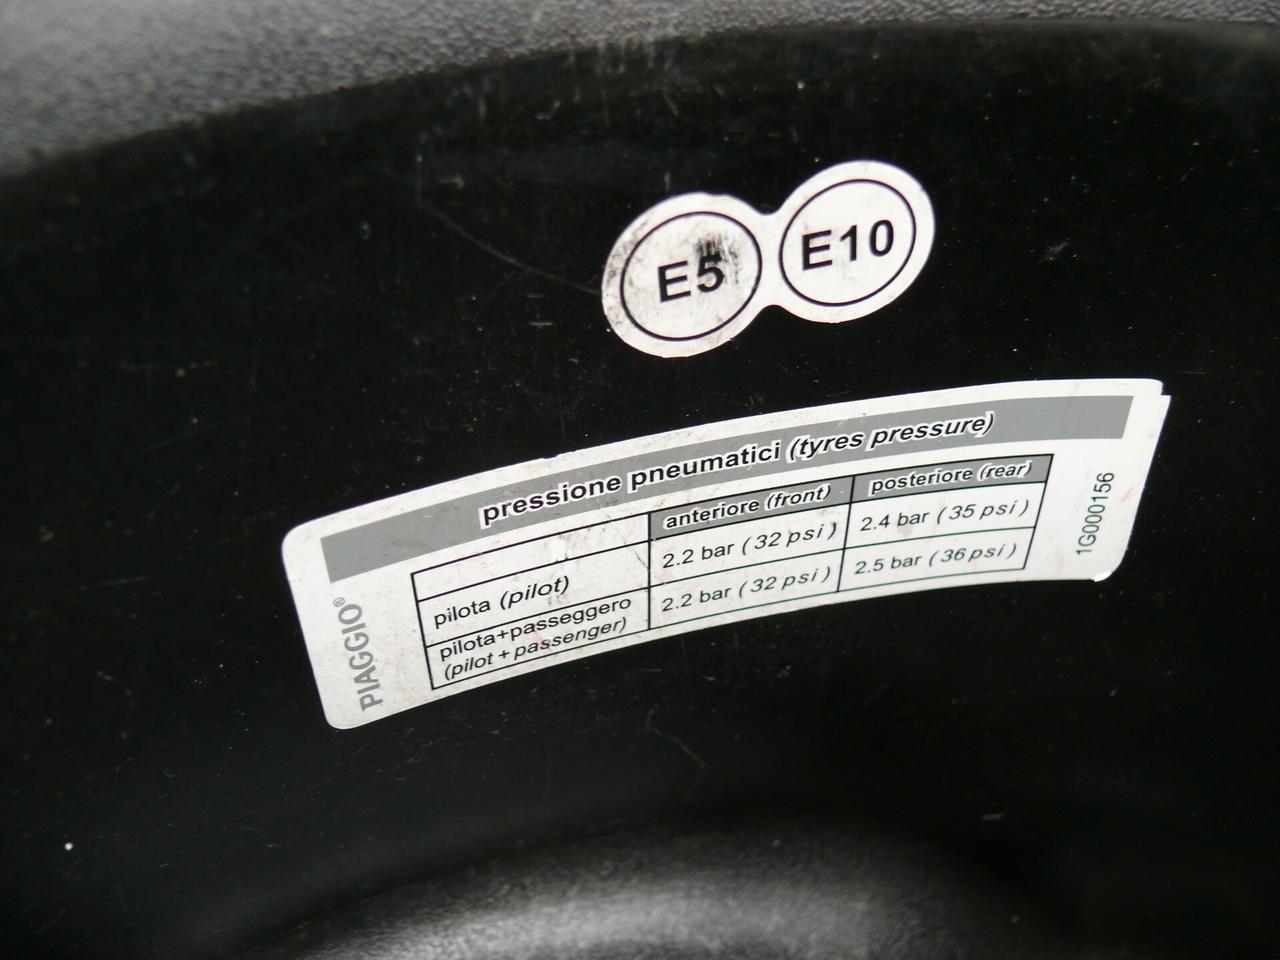 E5 E10
pressione pneumatici (tyres pressure)
anteriore (front) posteriore (rear)
pilota (pilot) 2.2 bar (32 psi) 2.4 bar (35 psi)
pilota+passeggero
(pilot + passenger) 2.2 bar (32 psi) 2.5 bar (36 psi)
PIAGGIO®
1G000156